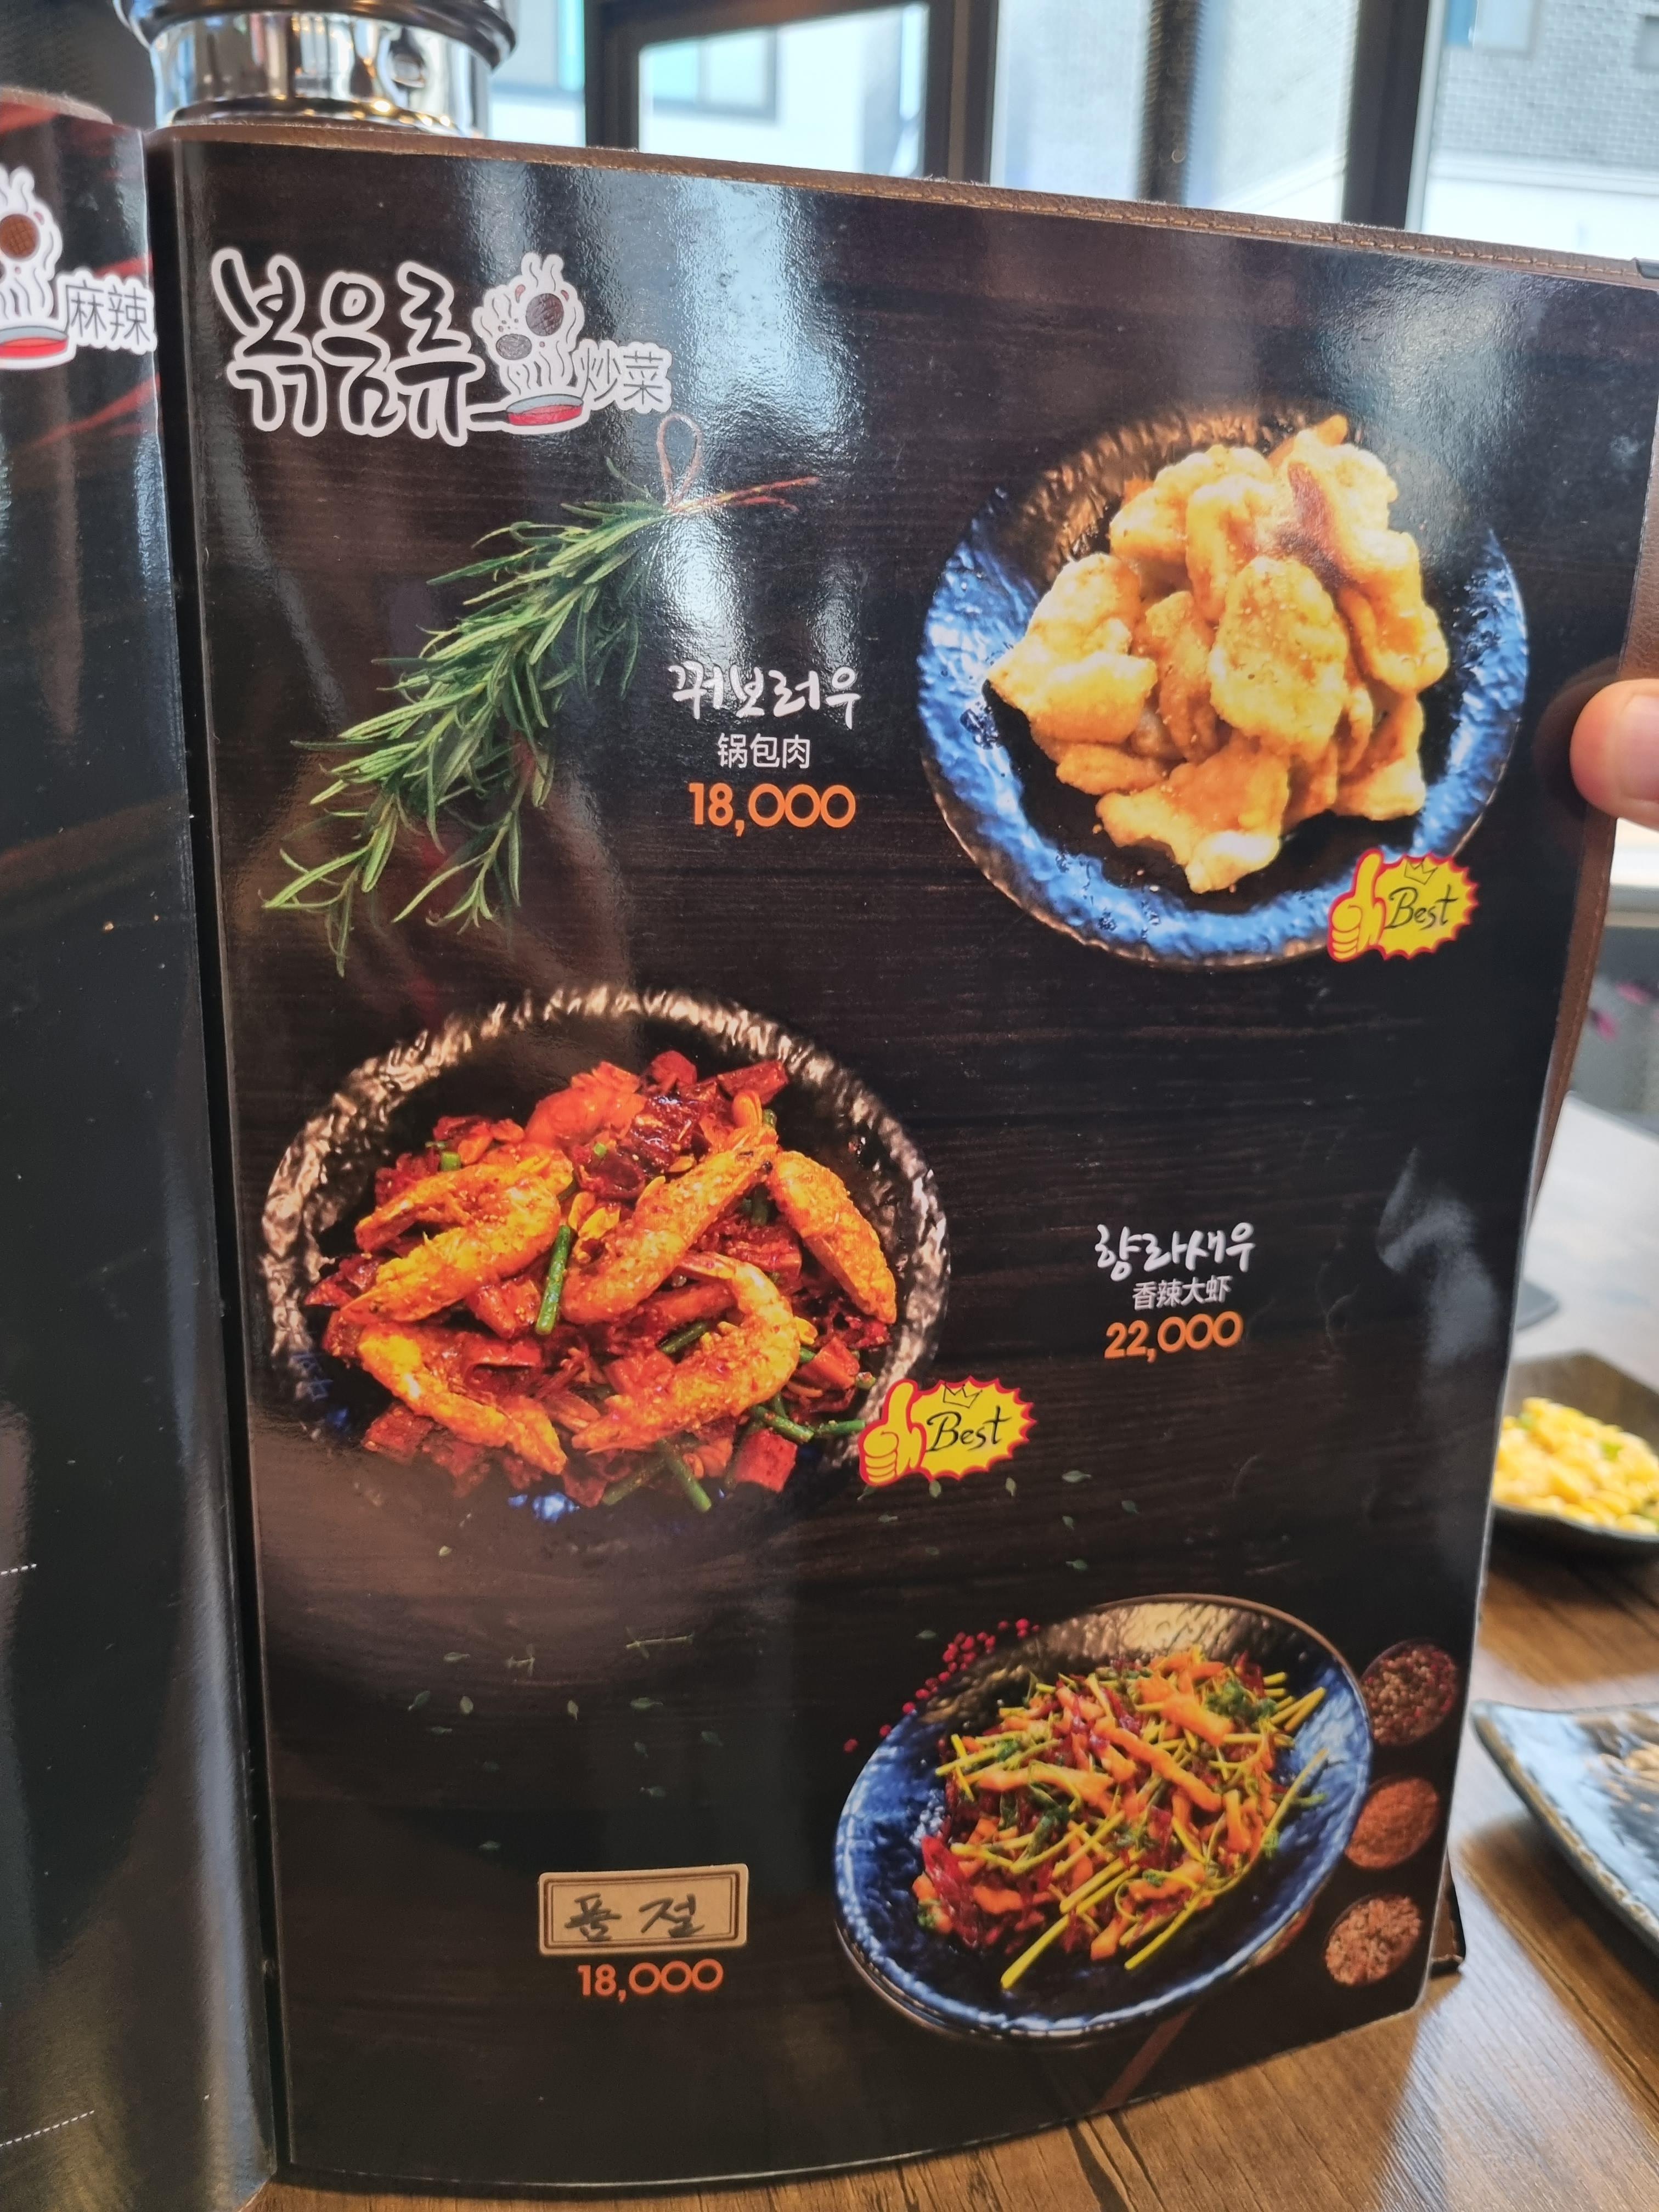 麻辣
볶음류 炒菜
꿔보러우
锅包肉
18,000
Best
향라새우
香辣大虾
22,000
Best
품절
18,000